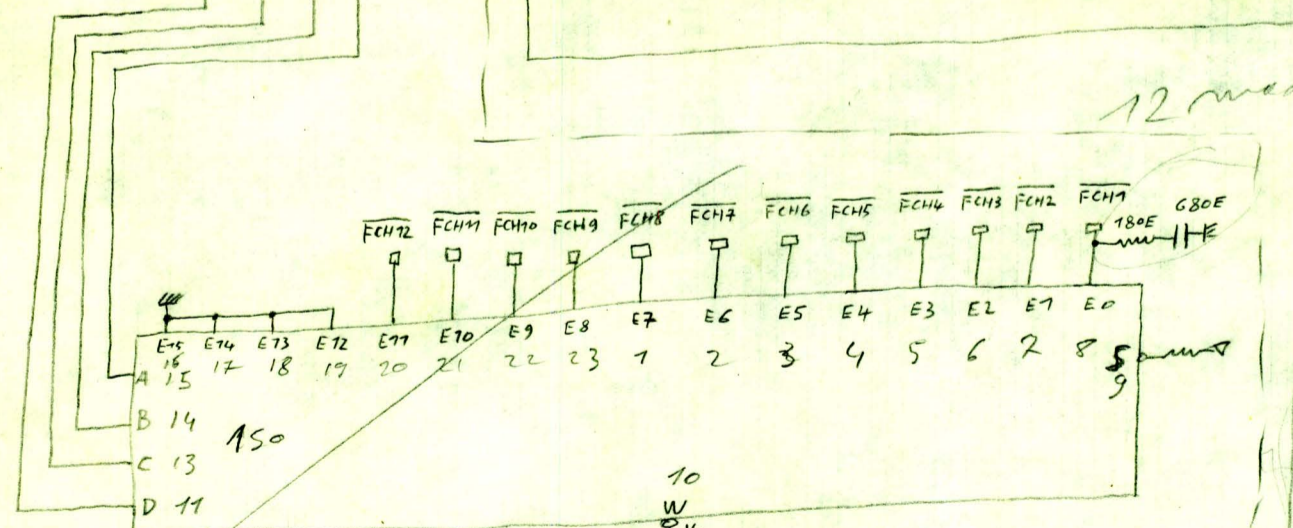 12
680E
180E
FCH12 FCH11 FCH10 FCH9 FCH8 FCH7 FCH6 FCH5 FCH4 FCH3 FCH2 FCH1
E15 E14 E13 E12 E11 E10 E9 E8 E7 E6 E5 E4 E3 E2 E1 E0
16 17 18 19 20 21 22 23 1 2 3 4 5 6 7 8 S
A 15 9
B 14
150
C 13
D 11
10
W